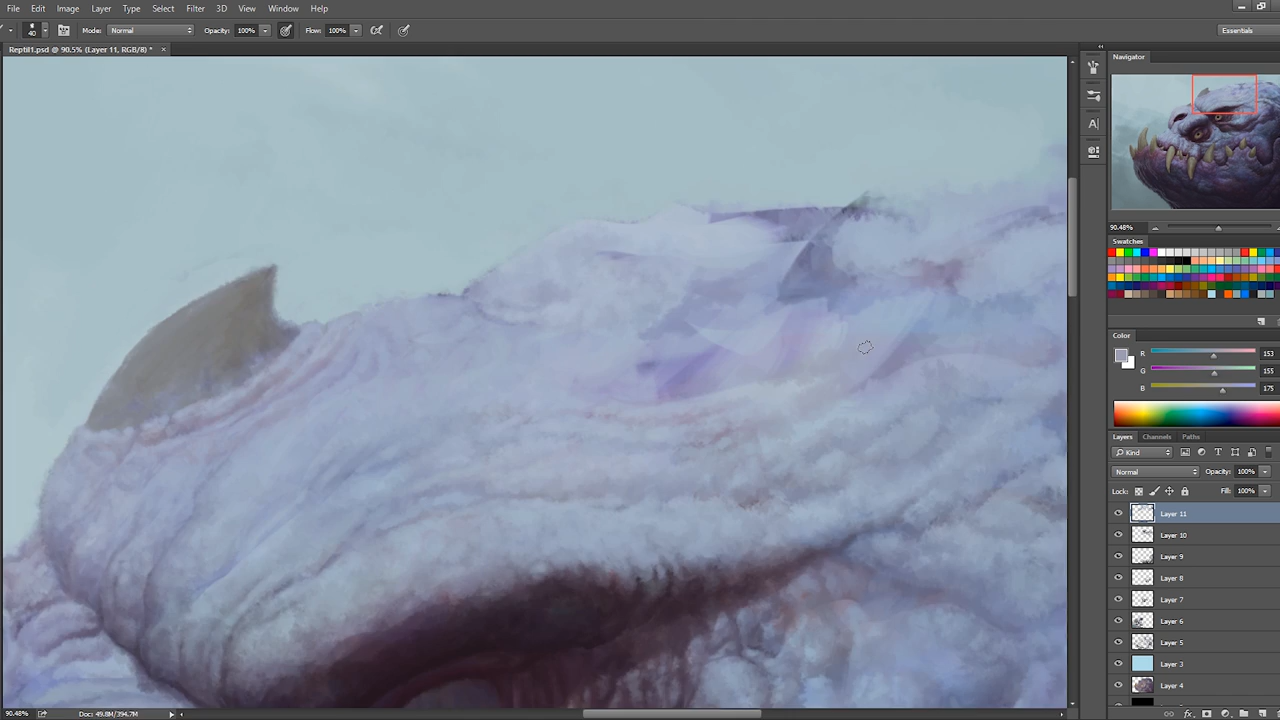 File Edit Image Layer Type Select Filter 3D View Window Help
40 Mode: Normal Opacity: 100% Flow: 100% Essentials
Reptil1.psd @ 90.5% (Layer 11, RGB/8) * ×
Navigator
90.48%
Swatches
Color
R 153
G 155
B 175
Layers Channels Paths
Kind T
Normal Opacity: 100%
Lock: Fill: 100%
Layer 11
Layer 10
Layer 9
Layer 8
Layer 7
Layer 6
Layer 5
Layer 3
Layer 4
fx
90.48% Doc: 49.8M/394.7M